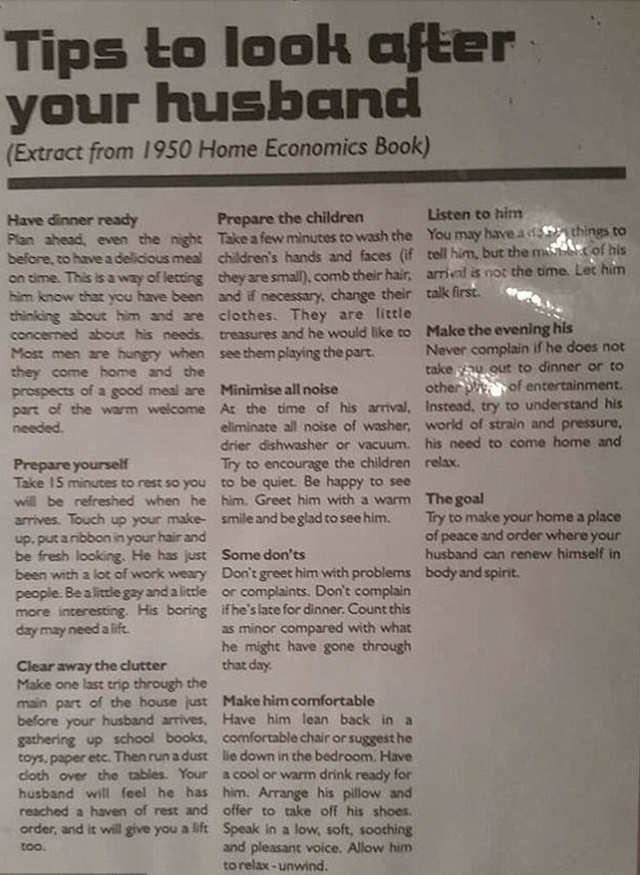 Tips to look after
your husband
(Extract from 1950 Home Economics Book)
Have dinner ready
Plan ahead, even the night
before, to have a delicious meal
on time. This is a way of letting
him know that you have been
thinking about him and are
concerned about his needs.
Most men are hungry when
they come home and the
prospects of a good meal are
part of the warm welcome
needed.
Prepare yourself
Take 15 minutes to rest so you
will be refreshed when he
arrives. Touch up your make-
up, put a ribbon in your hair and
be fresh looking. He has just
been with a lot of work weary
people. Be a little gay and a little
more interesting. His boring
day may need a lift.
Clear away the clutter
Make one last trip through the
main part of the house just
before your husband arrives,
gathering up school books,
toys, paper etc. Then run a dust
cloth over the tables. Your
husband will feel he has
reached a haven of rest and
order, and it will give you a lift
too.
Prepare the children
Take a few minutes to wash the
children's hands and faces (if
they are small), comb their hair,
and if necessary, change their
clothes. They are little
treasures and he would like to
see them playing the part.
Minimise all noise
At the time of his arrival,
eliminate all noise of washer,
drier dishwasher or vacuum.
Try to encourage the children
to be quiet. Be happy to see
him. Greet him with a warm
smile and be glad to see him.
Some don'ts
Don't greet him with problems
or complaints. Don't complain
if he's late for dinner. Count this
as minor compared with what
he might have gone through
that day.
Make him comfortable
Have him lean back in a
comfortable chair or suggest he
lie down in the bedroom. Have
a cool or warm drink ready for
him. Arrange his pillow and
offer to take off his shoes.
Speak in a low, soft, soothing
and pleasant voice. Allow him
to relax - unwind.
Listen to him
You may have a things to
tell him, but the moment of his
arrival is not the time. Let him
talk first.
Make the evening his
Never complain if he does not
take you out to dinner or to
other of entertainment.
Instead, try to understand his
world of strain and pressure,
his need to come home and
relax.
The goal
Try to make your home a place
of peace and order where your
husband can renew himself in
body and spirit.